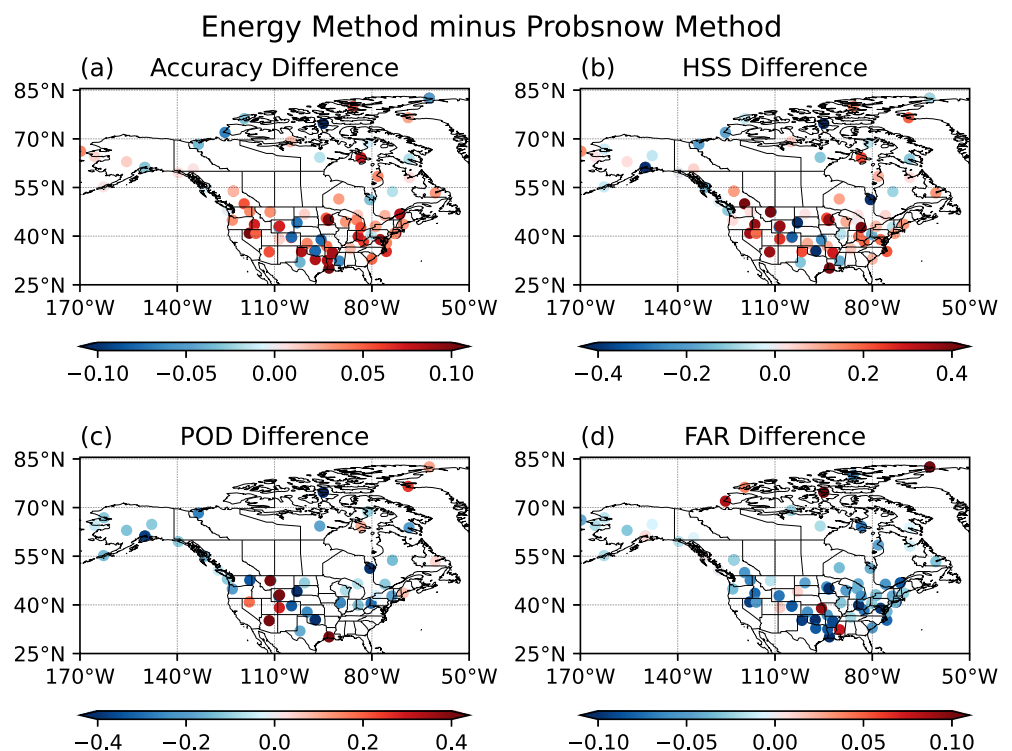 Energy Method minus Probsnow Method
(a) Accuracy Difference
(b) HSS Difference
85°N
70°N
55°N
40°N
25°N
170°W 140°W 110°W 80°W 50°W
85°N
70°N
55°N
40°N
25°N
170°W 140°W 110°W 80°W 50°W
−0.10 −0.05 0.00 0.05 0.10
−0.4 −0.2 0.0 0.2 0.4
(c) POD Difference
(d) FAR Difference
85°N
70°N
55°N
40°N
25°N
170°W 140°W 110°W 80°W 50°W
85°N
70°N
55°N
40°N
25°N
170°W 140°W 110°W 80°W 50°W
−0.4 −0.2 0.0 0.2 0.4
−0.10 −0.05 0.00 0.05 0.10